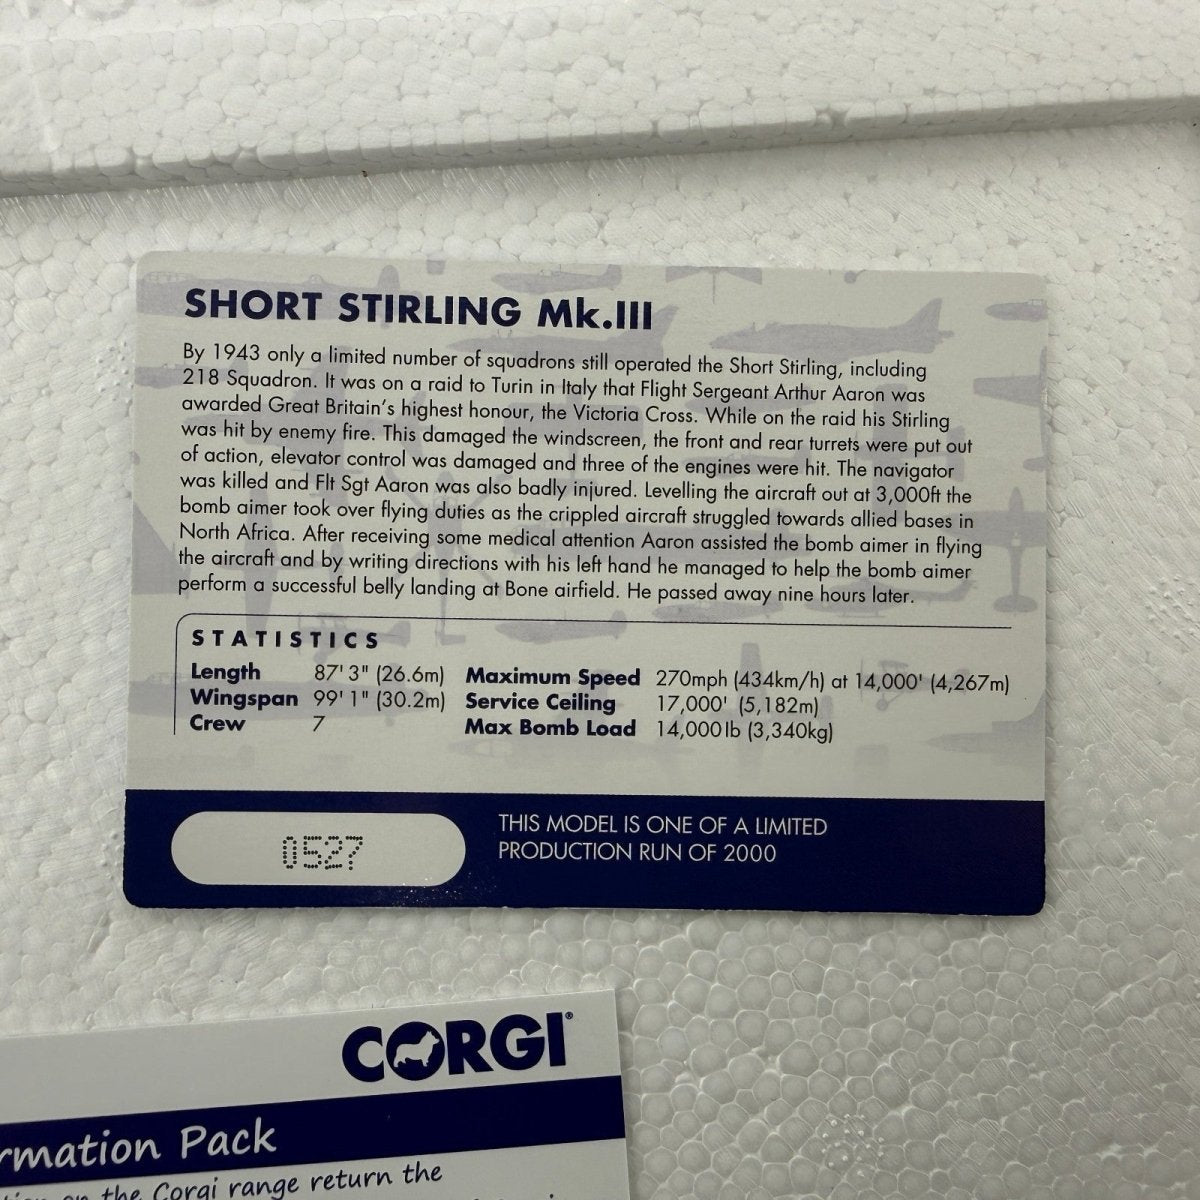 SHORT STIRLING Mk.III
By 1943 only a limited number of squadrons still operated the Short Stirling, including
218 Squadron. It was on a raid to Turin in Italy that Flight Sergeant Arthur Aaron was
awarded Great Britain's highest honour, the Victoria Cross. While on the raid his Stirling
was hit by enemy fire. This damaged the windscreen, the front and rear turrets were put out
of action, elevator control was damaged and three of the engines were hit. The navigator
was killed and Flt Sgt Aaron was also badly injured. Levelling the aircraft out at 3,000ft the
bomb aimer took over flying duties as the crippled aircraft struggled towards allied bases in
North Africa. After receiving some medical attention Aaron assisted the bomb aimer in flying
the aircraft and by writing directions with his left hand he managed to help the bomb aimer
perform a successful belly landing at Bone airfield. He passed away nine hours later.
STATISTICS
Length 87' 3" (26.6m) Maximum Speed 270mph (434km/h) at 14,000' (4,267m)
Wingspan 99' 1" (30.2m) Service Ceiling 17,000' (5,182m)
Crew 7 Max Bomb Load 14,000lb (3,340kg)
0527
THIS MODEL IS ONE OF A LIMITED
PRODUCTION RUN OF 2000
CORGI®
rmation Pack
on the Corgi range return the